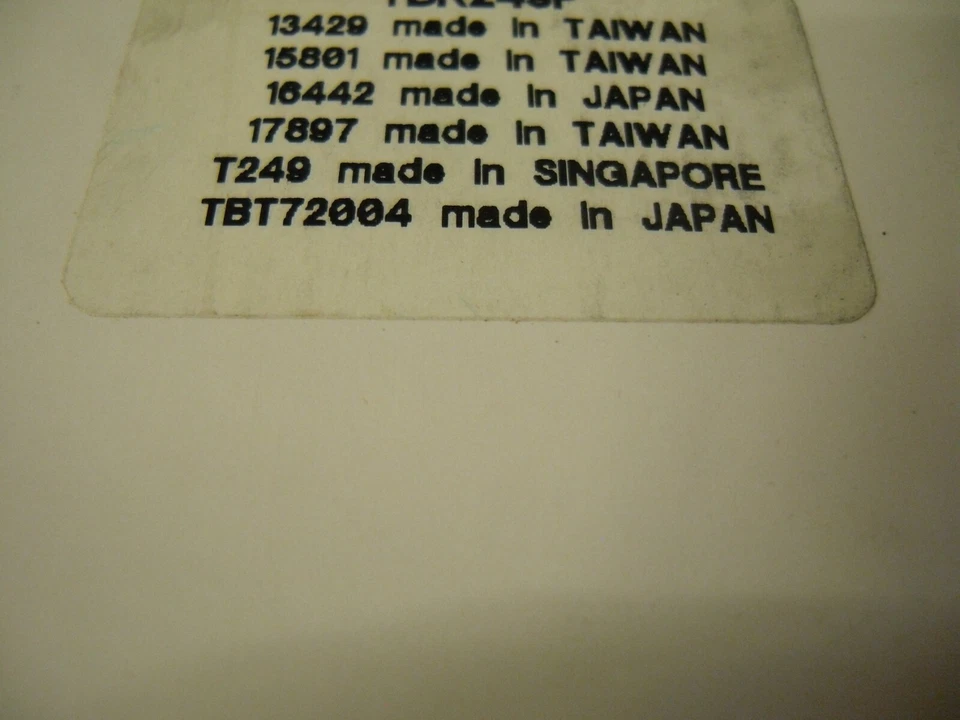 13429 made in TAIWAN
15801 made in TAIWAN
16442 made in JAPAN
17897 made in TAIWAN
T249 made in SINGAPORE
TBT72004 made in JAPAN